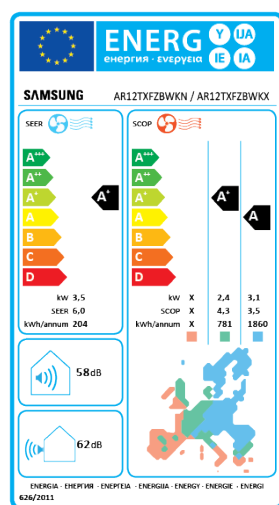 ENERG Y UA
енергия · ενεργεια IE IA
SAMSUNG AR12TXFZBWKN / AR12TXFZBWKX
SEER
SCOP
A+++
A++
A+
A
B
C
D
A+
A+++
A++
A+
A
B
C
D
A+
A
kW 3,5
SEER 6,0
kWh/annum 204
kW X 2,4 3,1
SCOP X 4,3 3,5
kWh/annum X 781 1860
58dB
62dB
ENERGIA · ЕНЕРГИЯ · ΕΝΕΡΓΕΙΑ · ENERGIJA · ENERGY · ENERGIE · ENERGI
626/2011